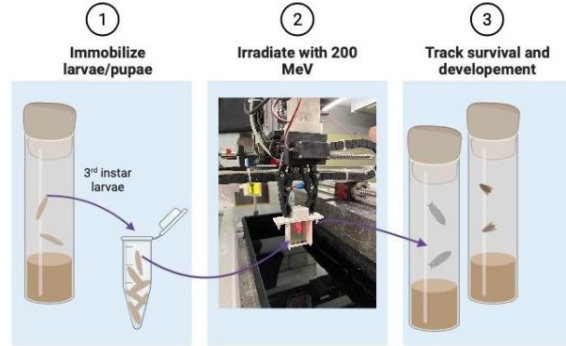 1
Immobilize
larvae/pupae
3rd instar
larvae
2
Irradiate with 200
MeV
3
Track survival and
developement